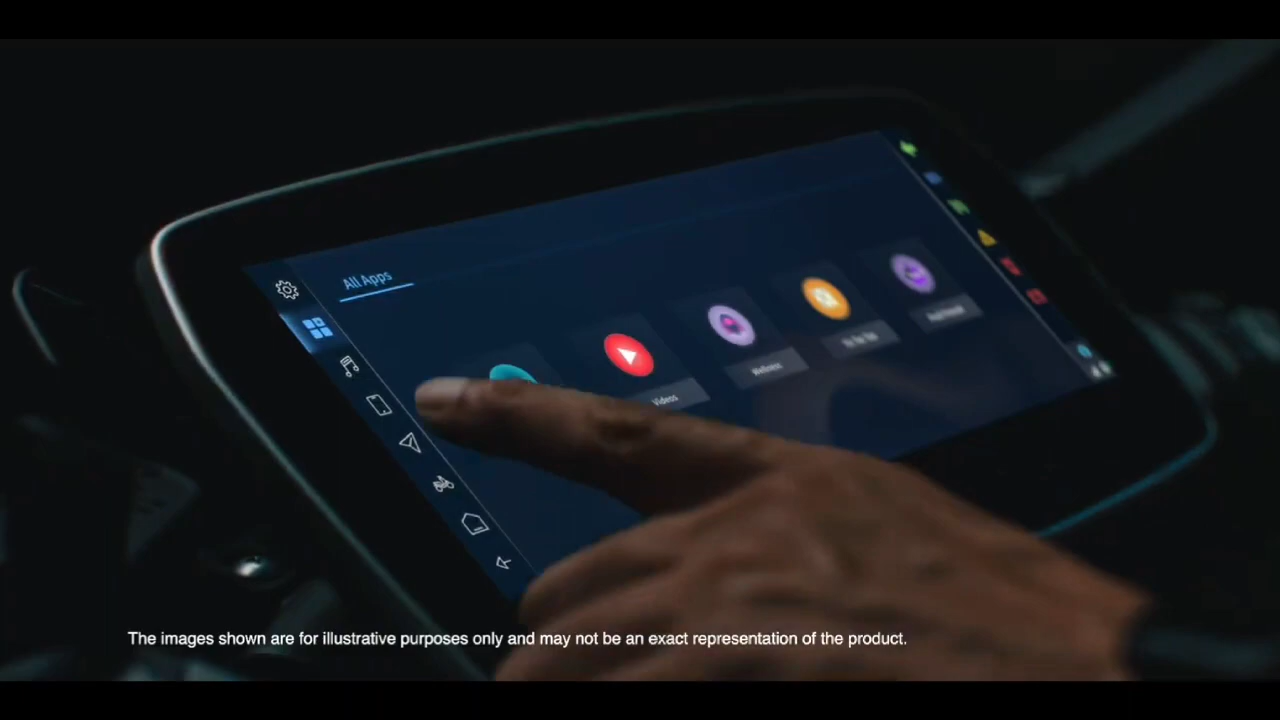 All Apps
Videos
Wellness
The images shown are for illustrative purposes only and may not be an exact representation of the product.